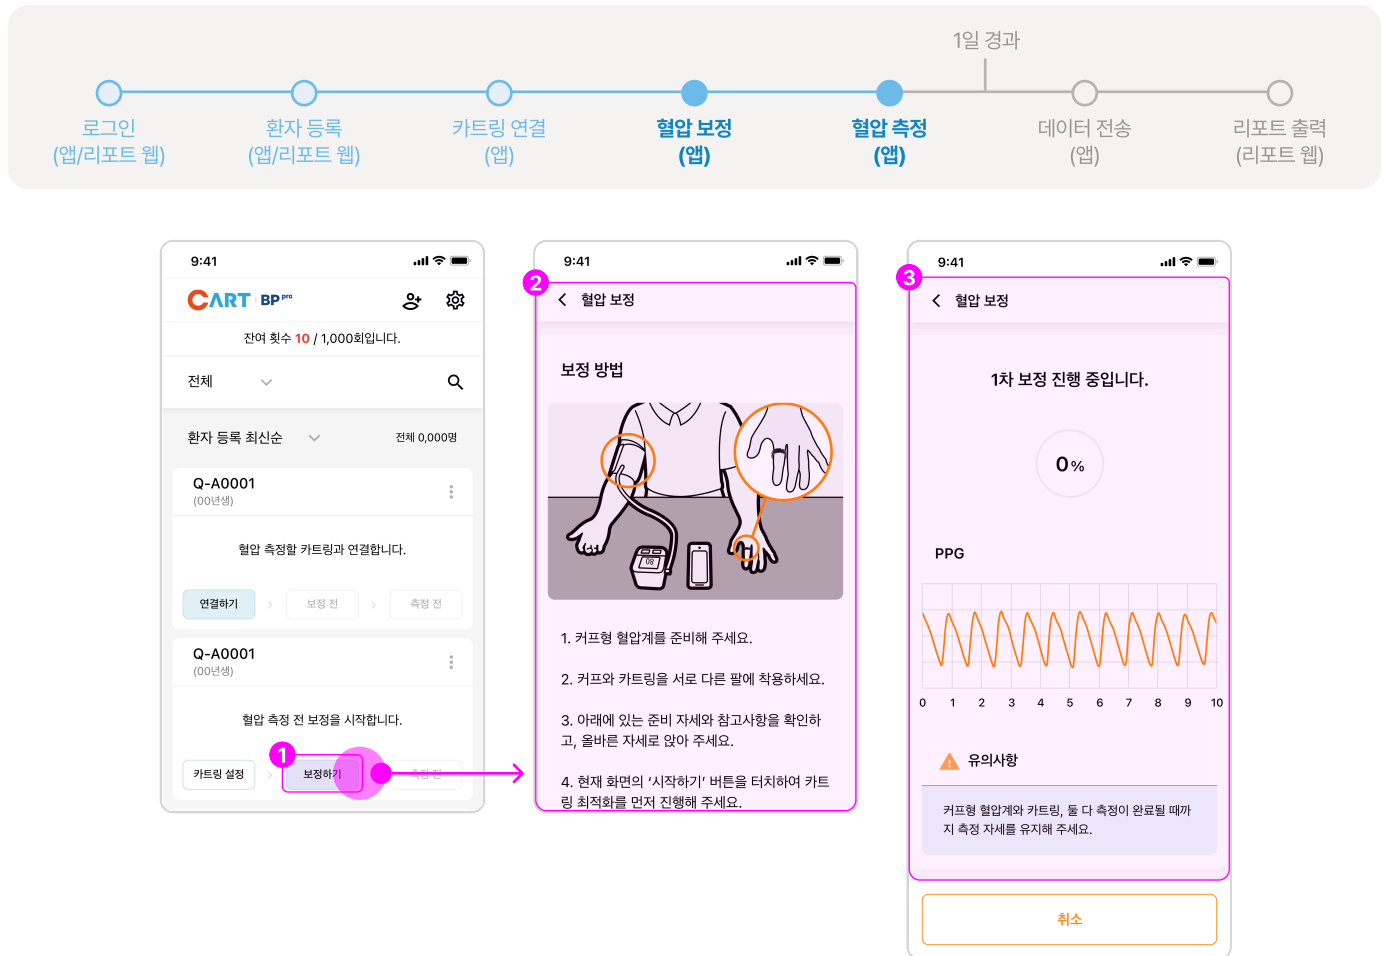 1일 경과
로그인
(앱/리포트 웹)
환자 등록
(앱/리포트 웹)
카트링 연결
(앱)
혈압 보정
(앱)
혈압 측정
(앱)
데이터 전송
(앱)
리포트 출력
(리포트 웹)
9:41
CART BP pro
잔여 횟수 10 / 1,000회입니다.
전체
환자 등록 최신순
전체 0,000명
Q-A0001
(00년생)
혈압 측정할 카트링과 연결합니다.
연결하기 > 보정 전 > 측정 전
Q-A0001
(00년생)
혈압 측정 전 보정을 시작합니다.
1
카트링 설정 > 보정하기 측정 전
9:41
2
혈압 보정
보정 방법
80
1. 커프형 혈압계를 준비해 주세요.
2. 커프와 카트링을 서로 다른 팔에 착용하세요.
3. 아래에 있는 준비 자세와 참고사항을 확인하
고, 올바른 자세로 앉아 주세요.
4. 현재 화면의 ‘시작하기’ 버튼을 터치하여 카트
링 최적화를 먼저 진행해 주세요.
9:41
3
혈압 보정
1차 보정 진행 중입니다.
0%
PPG
0 1 2 3 4 5 6 7 8 9 10
유의사항
커프형 혈압계와 카트링, 둘 다 측정이 완료될 때까
지 측정 자세를 유지해 주세요.
취소